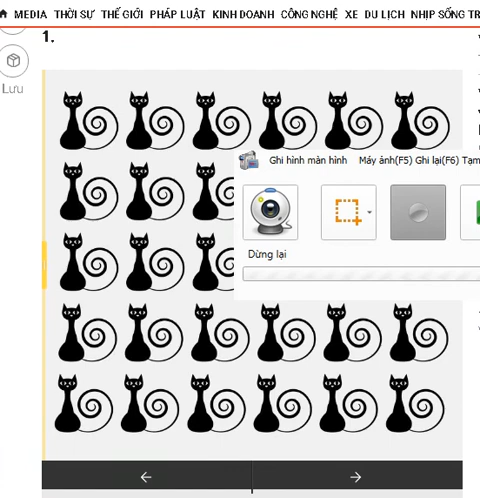 MEDIA THỜI SỰ THẾ GIỚI PHÁP LUẬT KINH DOANH CÔNG NGHỆ XE DU LỊCH NHỊP SỐNG TR
1.
Lưu
Ghi hình màn hình Máy ảnh(F5) Ghi lại(F6) Tạm
Dừng lại